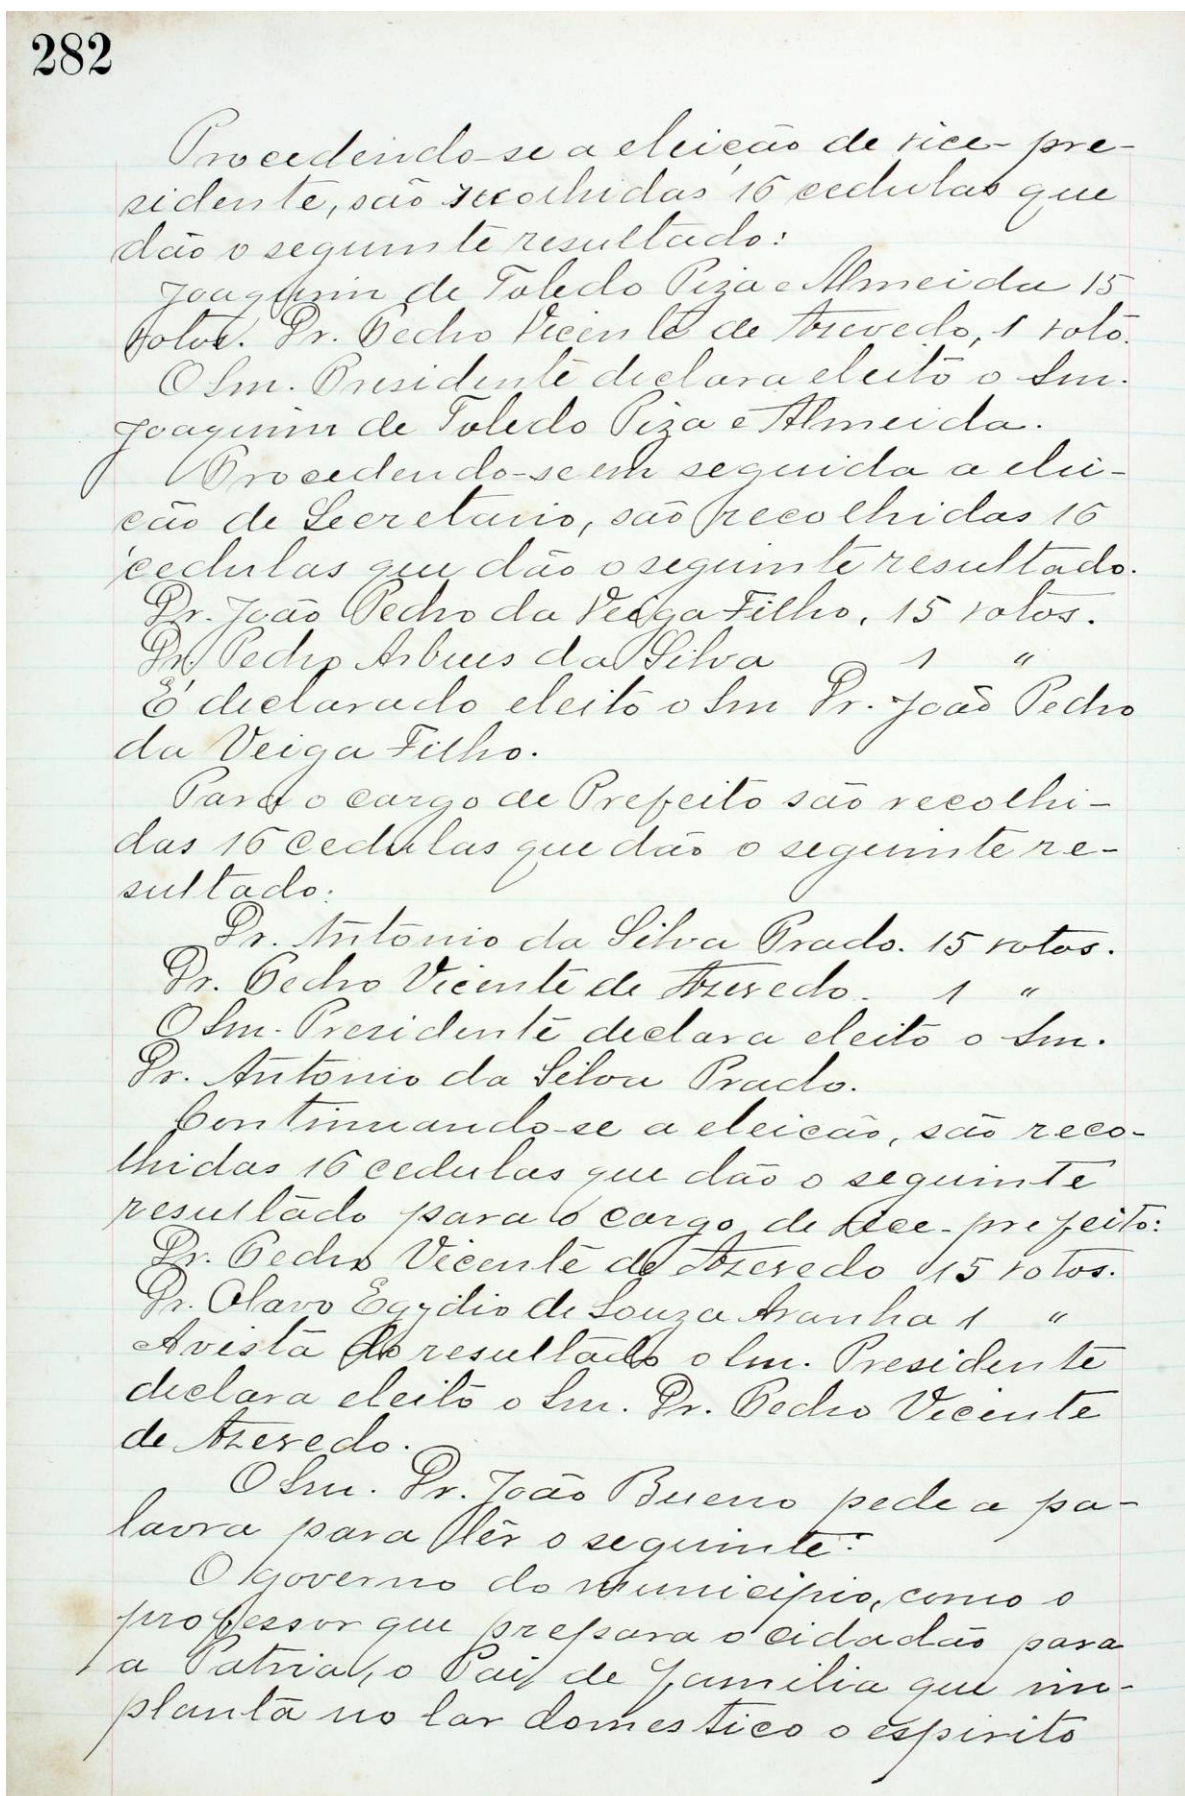 282
Procedendo-se a eleição de vice-pre-
sidente, são recolhidas 16 cedulas que
dão o seguinte resultado:
Joaquim de Toledo Piza e Almeida 15
votos. Dr. Pedro Vicente de Azevedo, 1 voto.
O Snr. Presidente declara eleito o Snr.
Joaquim de Toledo Piza e Almeida.
Procedendo-se em seguida a elei-
ção de Secretario, são recolhidas 16
cedulas que dão o seguinte resultado.
Dr. João Pedro da Veiga Filho, 15 votos.
Dr. Pedro Arbues da Silva 1 "
É declarado eleito o Snr Dr. João Pedro
da Veiga Filho.
Para o cargo de Prefeito são recolhi-
das 16 cedulas que dão o seguinte re-
sultado:
Dr. Antonio da Silva Prado. 15 votos.
Dr. Pedro Vicente de Azevedo. 1 "
O Snr. Presidente declara eleito o Snr.
Dr. Antonio da Silva Prado.
Continuando-se a eleicão, são reco-
lhidas 16 cedulas que dão o seguinte
resultado para o cargo de vice-prefeito:
Dr. Pedro Vicente de Azevedo 15 votos.
Dr. Olavo Egydio de Souza Aranha 1 "
A vista do resultado o Snr. Presidente
declara eleito o Snr. Dr. Pedro Vicente
de Azevedo.
O Snr. Dr. João Bueno pede a pa-
lavra para lêr o seguinte:
O governo do municipio, como o
professor que prepara o cidadão para
a Patria, o Pai de familia que im-
planta no lar domestico o espirito